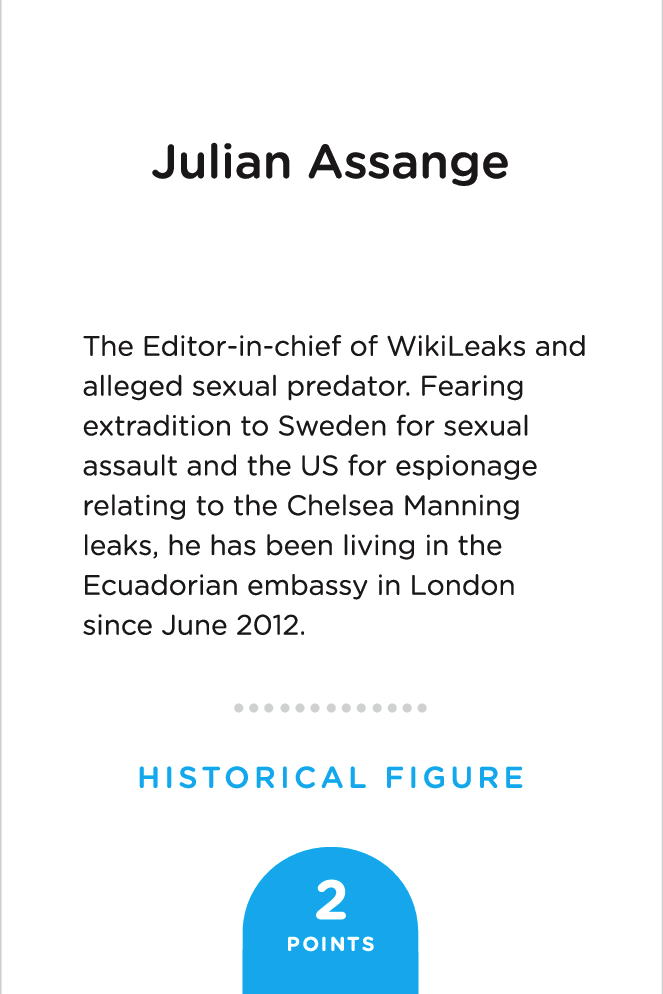 Julian Assange
The Editor-in-chief of WikiLeaks and
alleged sexual predator. Fearing
extradition to Sweden for sexual
assault and the US for espionage
relating to the Chelsea Manning
leaks, he has been living in the
Ecuadorian embassy in London
since June 2012.
HISTORICAL FIGURE
2
POINTS